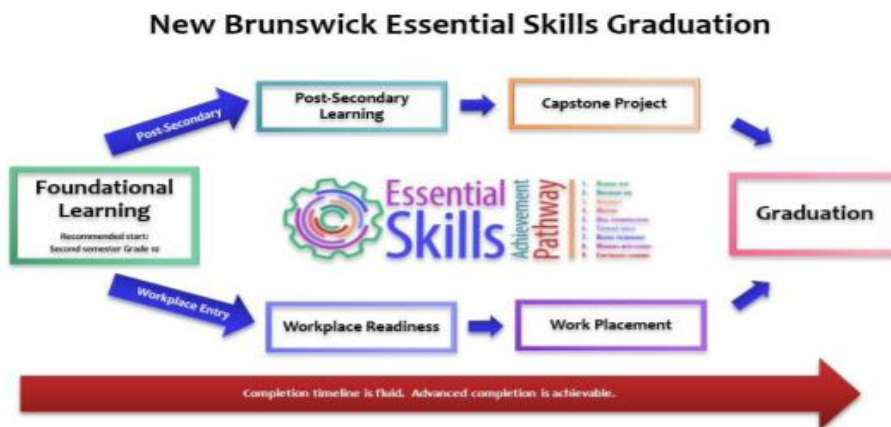 New Brunswick Essential Skills Graduation
Post-Secondary
Post-Secondary
Learning
Capstone Project
Foundational
Learning
Recommended start:
Second semester Grade 10
Essential
Skills
Achievement
Pathway
Graduation
Workplace Entry
Workplace Readiness
Work Placement
Completion timeline is fluid. Advanced completion is achievable.